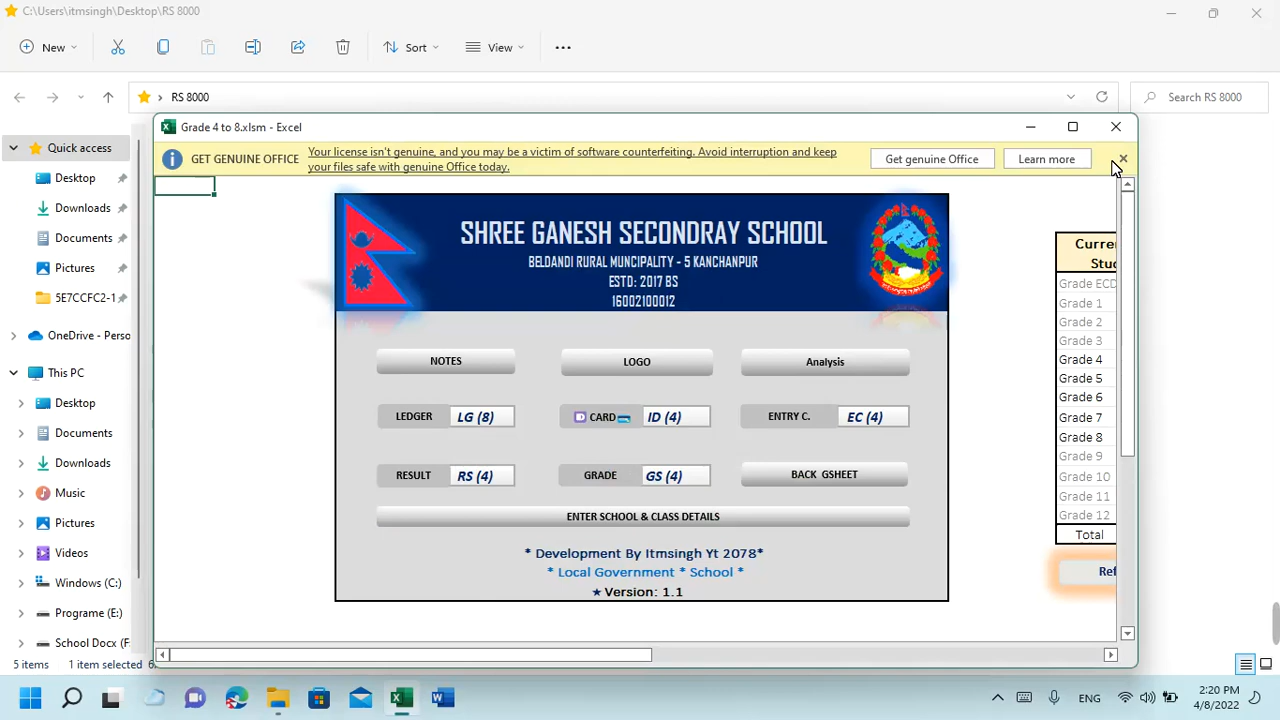 C:\Users\itmsingh\Desktop\RS 8000
New
Sort
View
RS 8000
Search RS 8000
Quick access
Desktop
Downloads
Documents
Pictures
5E7CCFC2-1
OneDrive - Perso
This PC
Desktop
Documents
Downloads
Music
Pictures
Videos
Windows (C:)
Programe (E:)
School Docx (F
5 items
1 item selected
Grade 4 to 8.xlsm - Excel
GET GENUINE OFFICE
Your license isn't genuine, and you may be a victim of software counterfeiting. Avoid interruption and keep
your files safe with genuine Office today.
Get genuine Office
Learn more
SHREE GANESH SECONDRAY SCHOOL
BELDANDI RURAL MUNCIPALITY - 5 KANCHANPUR
ESTD: 2017 BS
16002100012
NOTES
LOGO
Analysis
LEDGER LG (8)
CARD ID (4)
ENTRY C. EC (4)
RESULT RS (4)
GRADE GS (4)
BACK GSHEET
ENTER SCHOOL & CLASS DETAILS
* Development By Itmsingh Yt 2078*
* Local Government * School *
★ Version: 1.1
Curren
Stuc
Grade ECD
Grade 1
Grade 2
Grade 3
Grade 4
Grade 5
Grade 6
Grade 7
Grade 8
Grade 9
Grade 10
Grade 11
Grade 12
Total
Ref
ENG
2:20 PM
4/8/2022